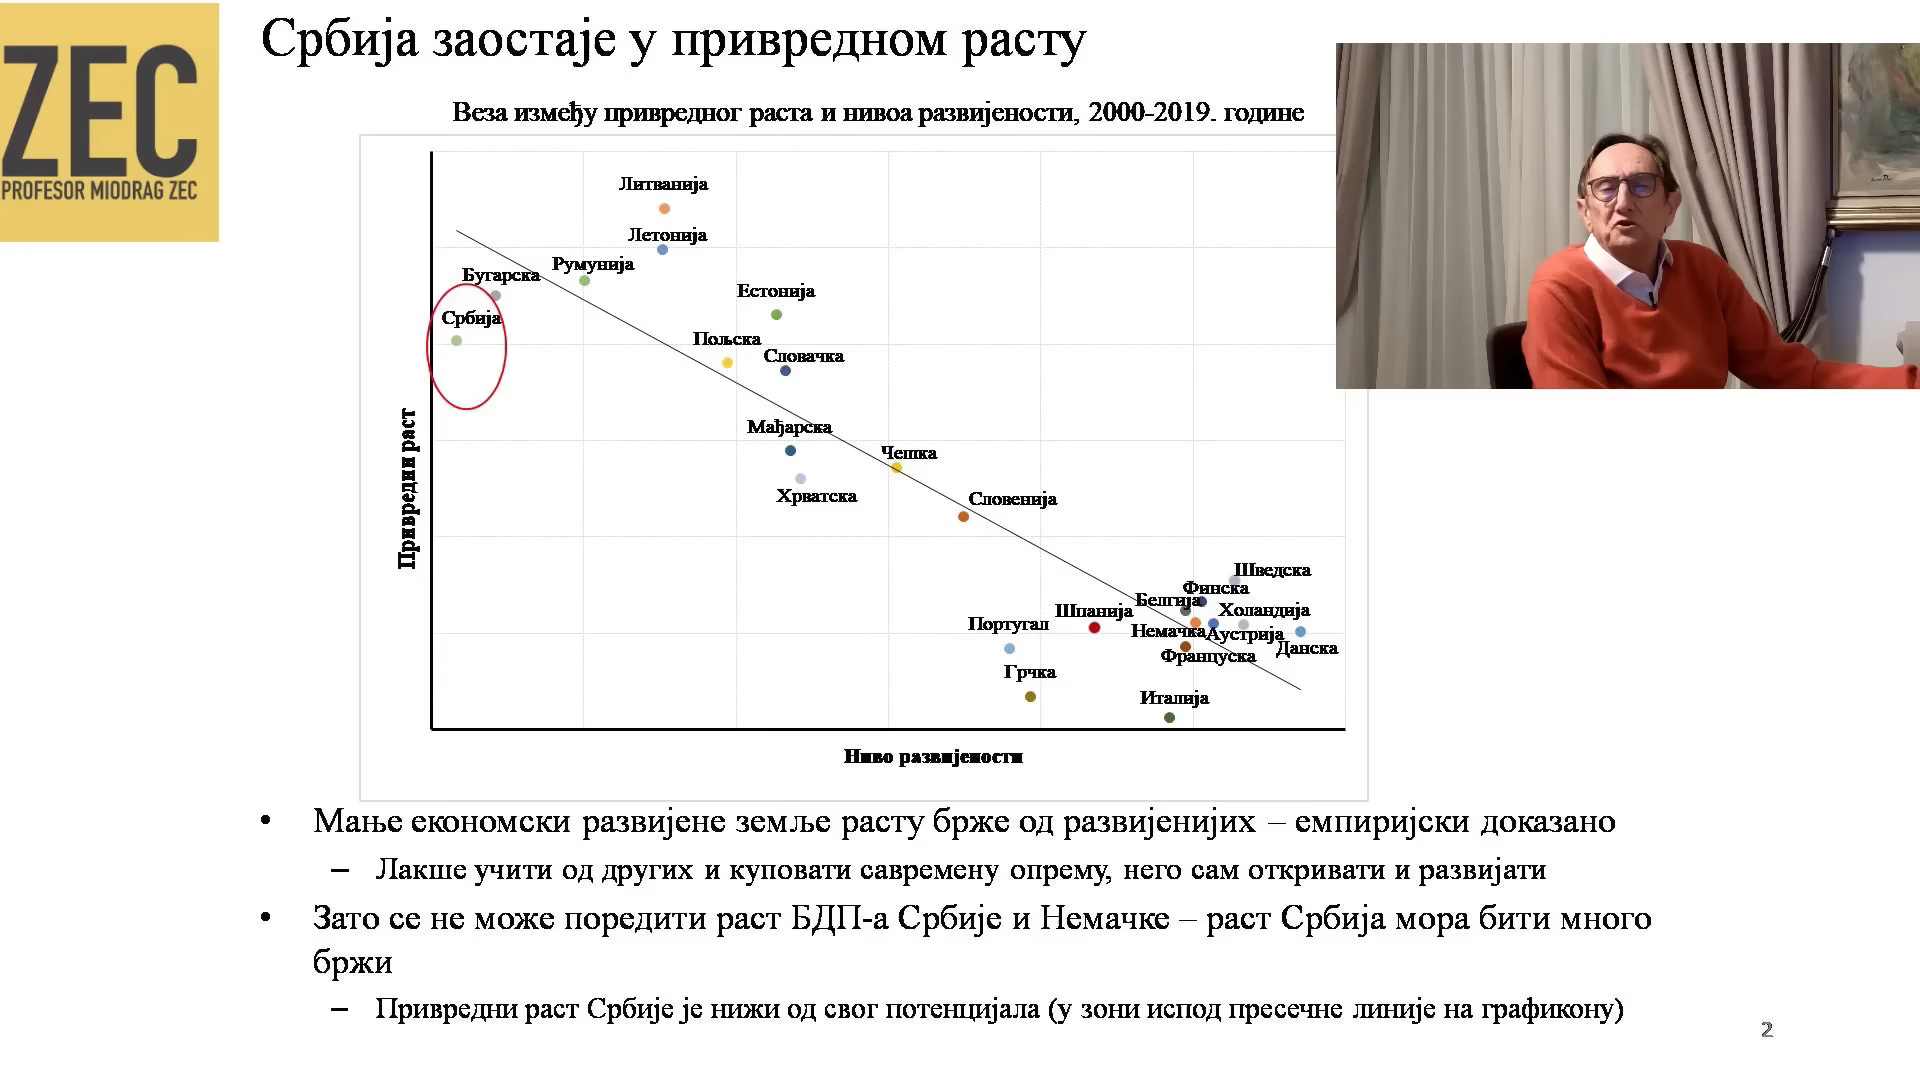 ZEC
PROFESOR MIODRAG ZEC
Србија заостаје у привредном расту
Веза између привредног раста и нивоа развијености, 2000-2019. године
Литванија
Летонија
Румунија
Бугарска
Естонија
Србија
Пољска
Словачка
Мађарска
Чешка
Хрватска
Словенија
Шведска
Финска
Белгија
Холандија
Шпанија
Португал
Немачка
Аустрија
Данска
Француска
Грчка
Италија
Привредни раст
Ниво развијености
• Мање економски развијене земље расту брже од развијенијих – емпиријски доказано
– Лакше учити од других и куповати савремену опрему, него сам откривати и развијати
• Зато се не може поредити раст БДП-а Србије и Немачке – раст Србија мора бити много
бржи
– Привредни раст Србије је нижи од свог потенцијала (у зони испод пресечне линије на графикону)
2